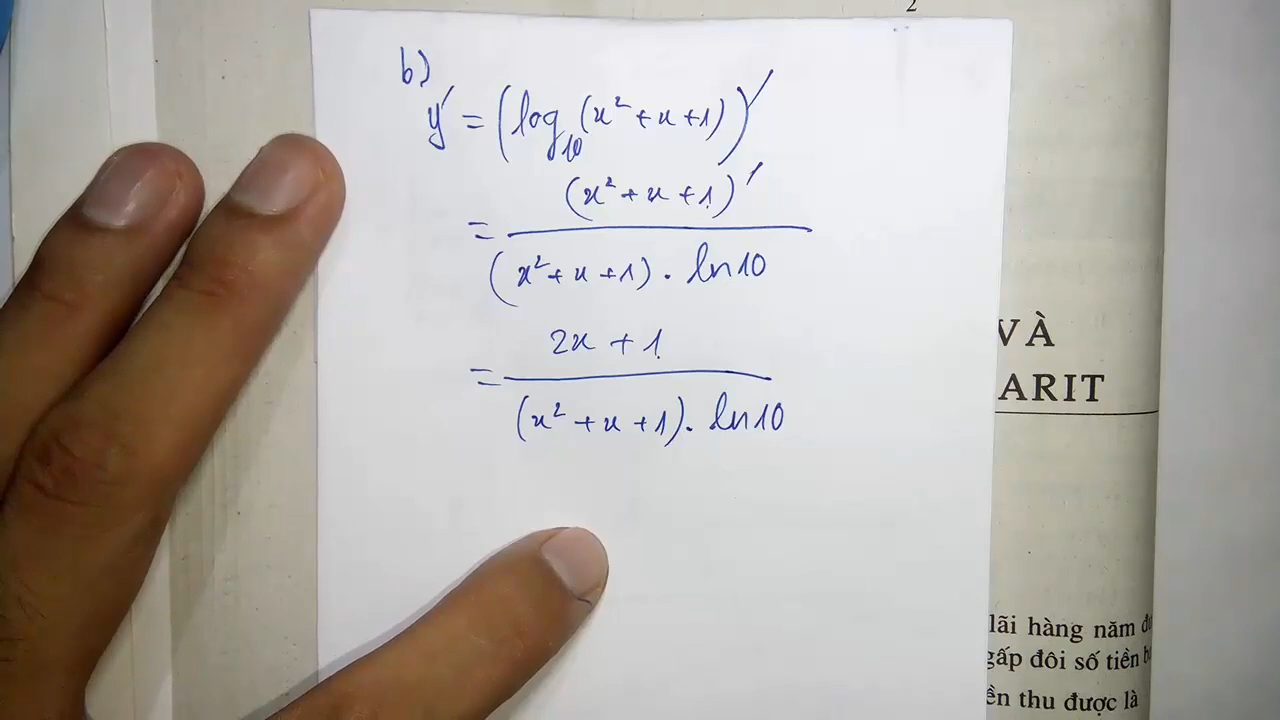 2
b)
y' = (log₁₀(x² + x + 1))'
= (x² + x + 1)' / (x² + x + 1) . ln10
= 2x + 1 / (x² + x + 1) . ln10
VÀ
ARIT
lãi hàng năm
gấp đôi số tiền
thu được là